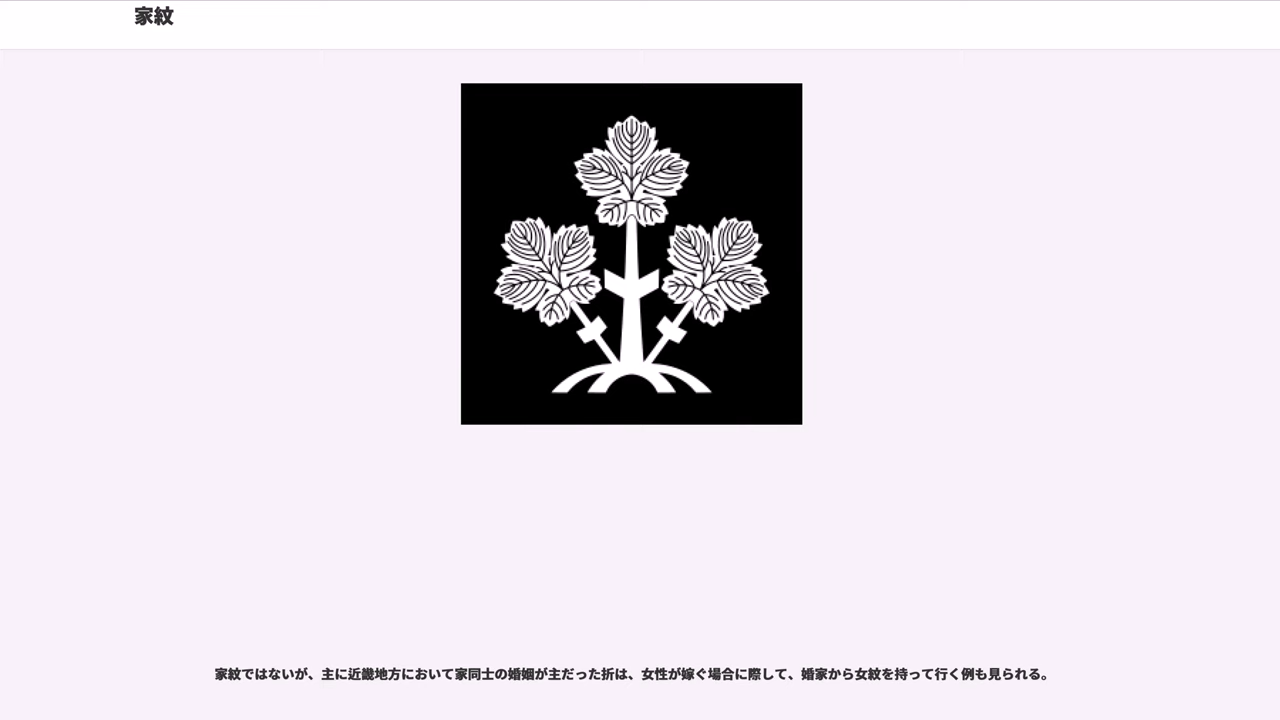 家紋
家紋ではないが、主に近畿地方において家同士の婚姻が主だった折は、女性が嫁ぐ場合に際して、婚家から女紋を持って行く例も見られる。